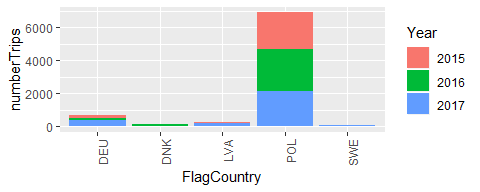 numberTrips
6000
4000
2000
0
DEU
DNK
LVA
POL
SWE
FlagCountry
Year
2015
2016
2017